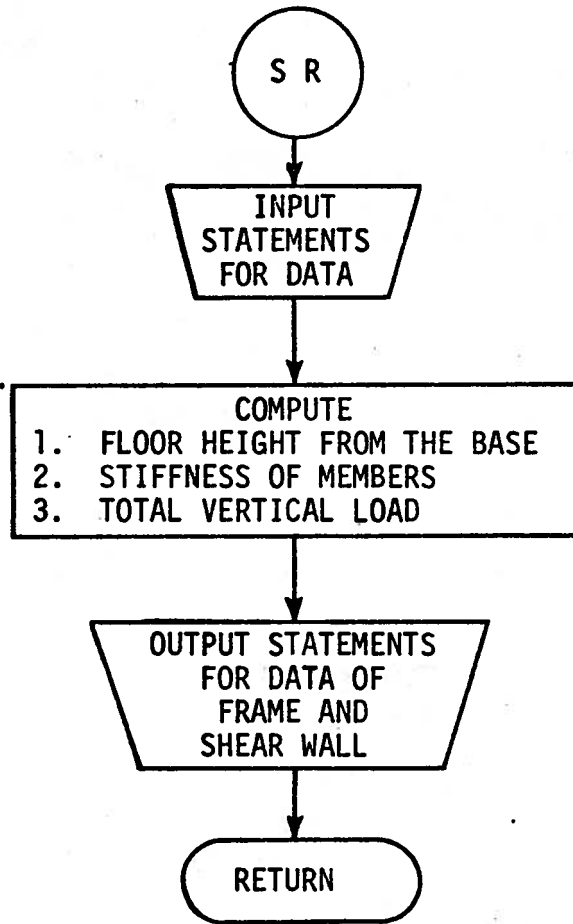 S R
INPUT
STATEMENTS
FOR DATA
COMPUTE
1. FLOOR HEIGHT FROM THE BASE
2. STIFFNESS OF MEMBERS
3. TOTAL VERTICAL LOAD
OUTPUT STATEMENTS
FOR DATA OF
FRAME AND
SHEAR WALL
RETURN